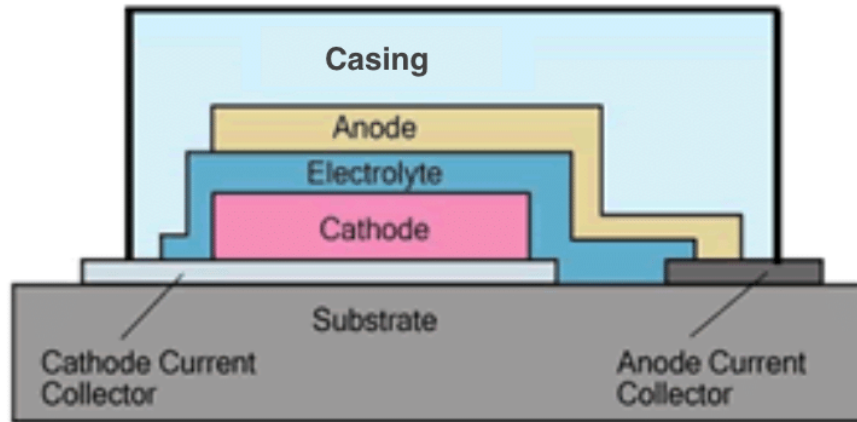 Casing
Anode
Electrolyte
Cathode
Substrate
Cathode Current
Collector
Anode Current
Collector